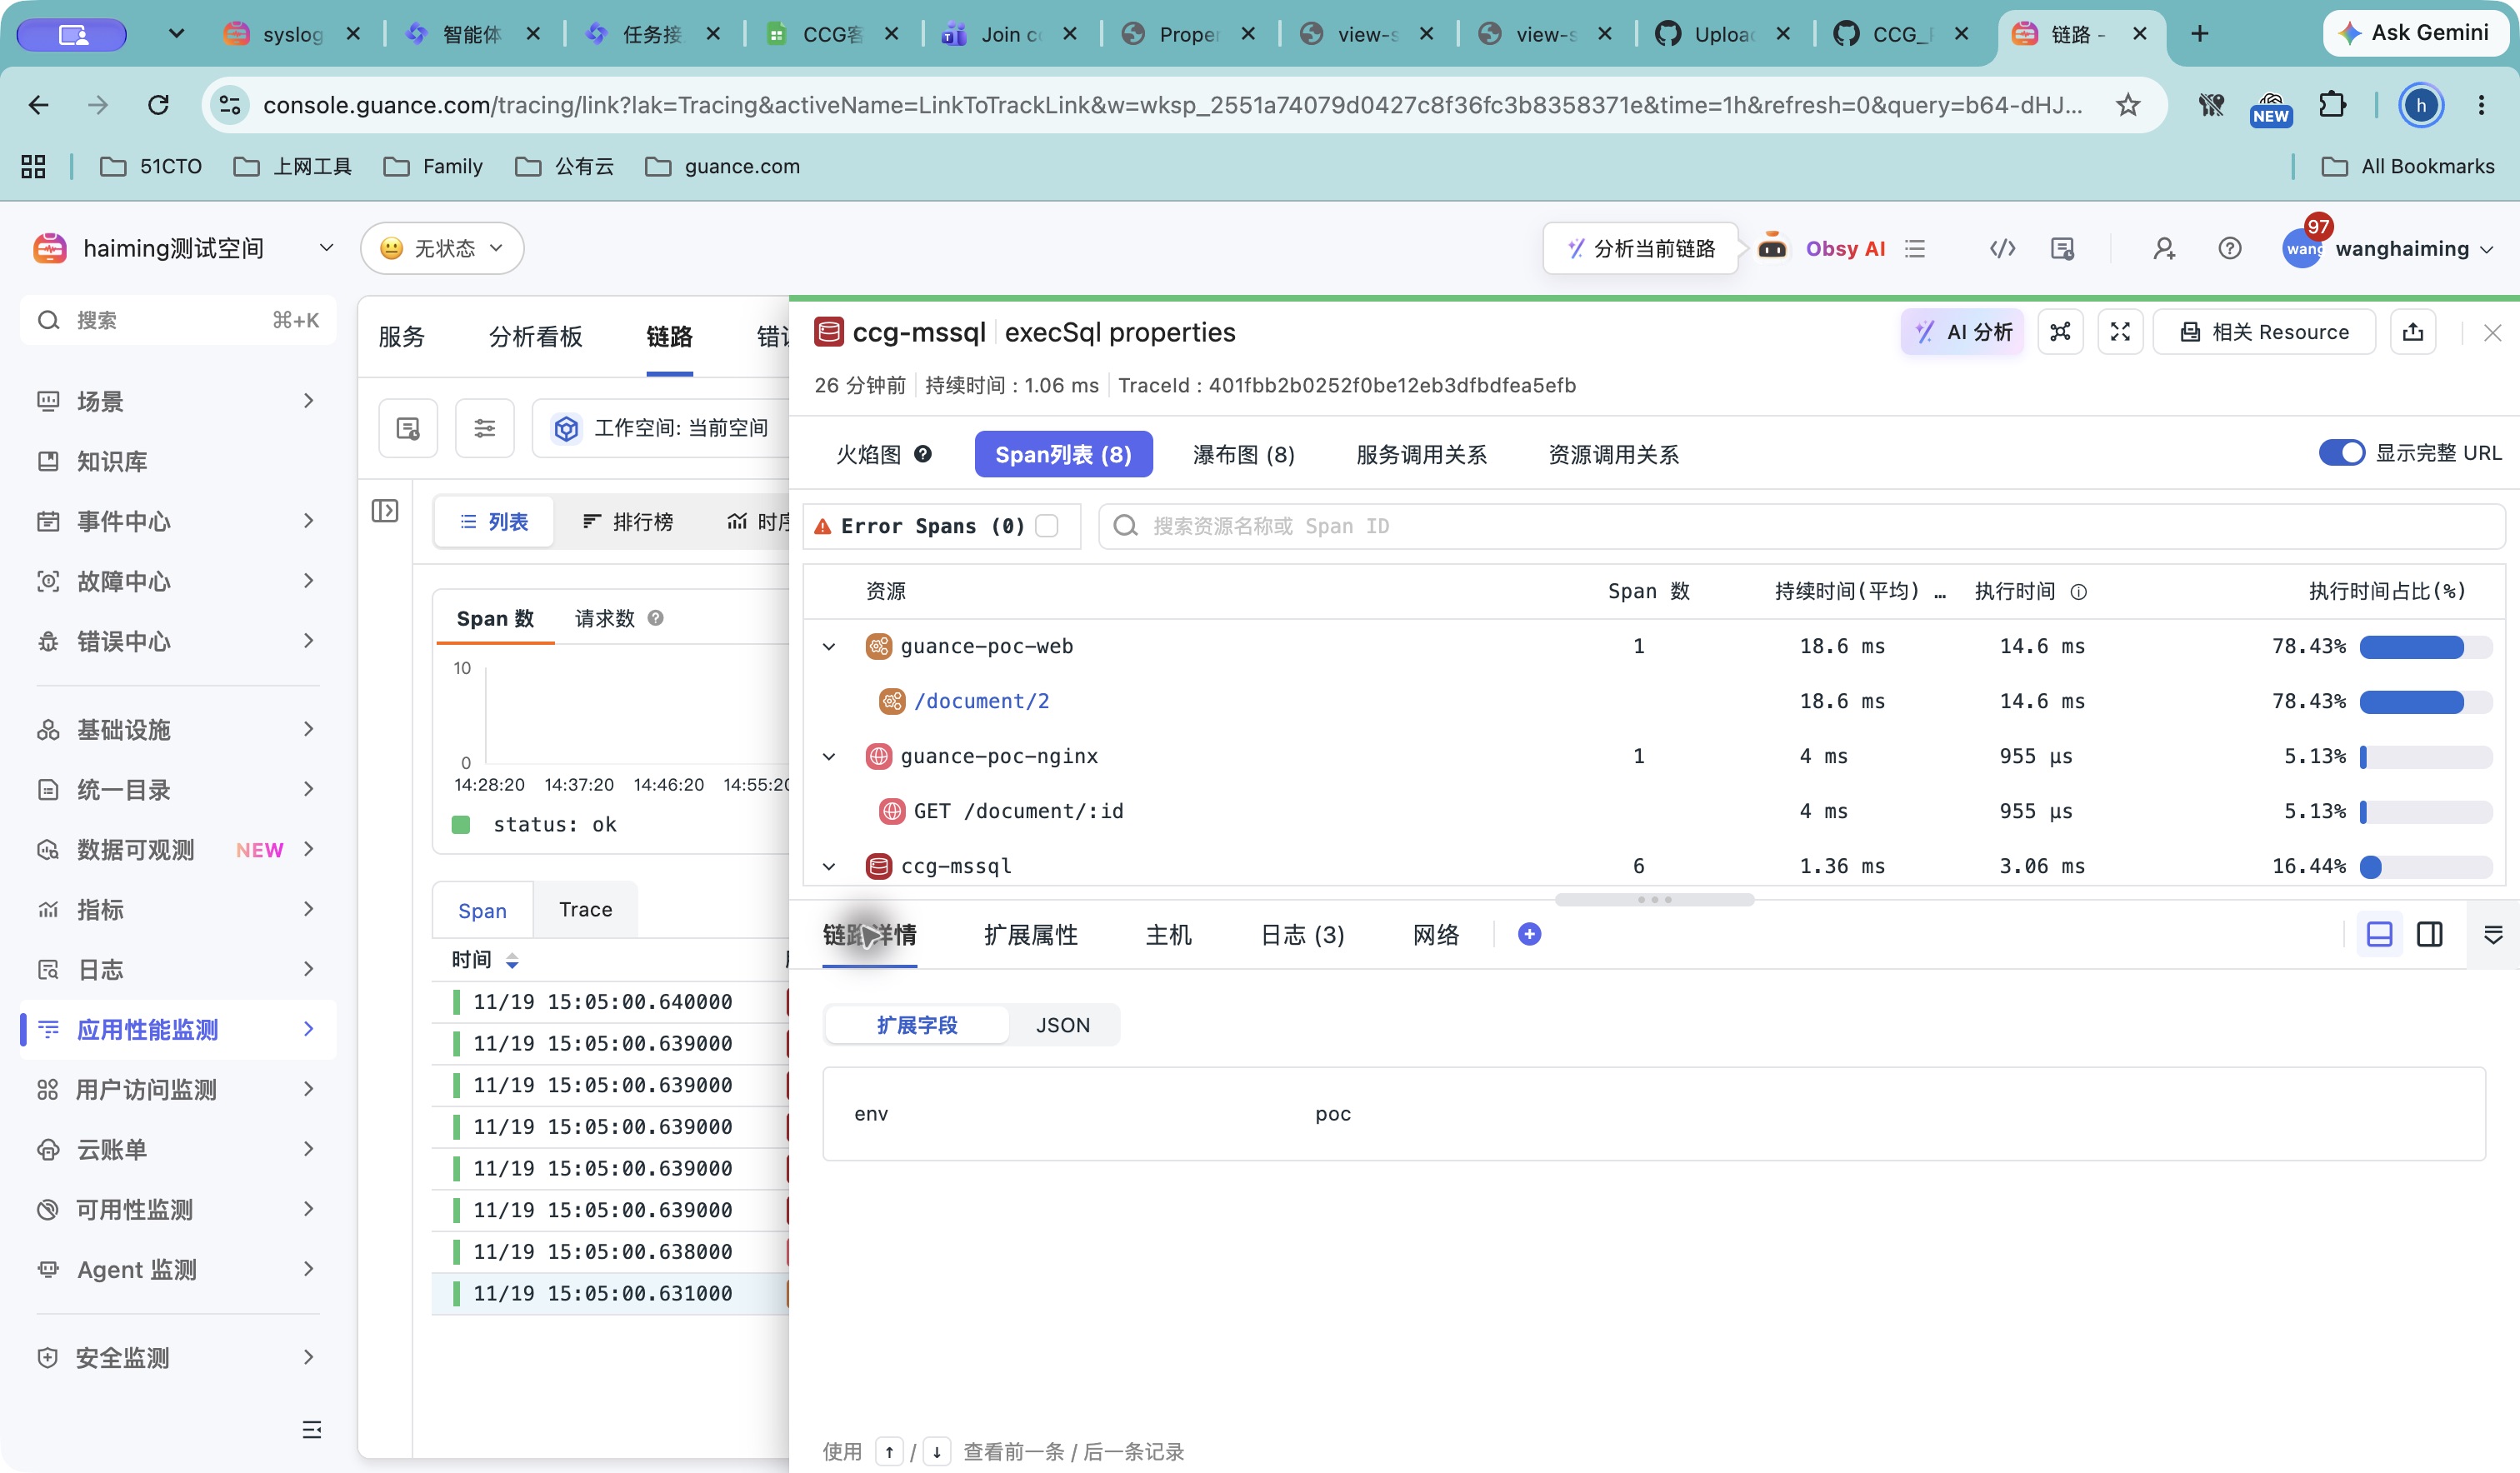 syslog
智能体
任务接
CCG客
Join c
Proper
view-s
view-s
Uploa
CCG_
链路 -
Ask Gemini
console.guance.com/tracing/link?lak=Tracing&activeName=LinkToTrackLink&w=wksp_2551a74079d0427c8f36fc3b8358371e&time=1h&refresh=0&query=b64-dHJ...
NEW
h
51CTO
上网工具
Family
公有云
guance.com
All Bookmarks
haiming测试空间
无状态
分析当前链路
Obsy AI
97
wang
wanghaiming
搜索
⌘+K
场景
知识库
事件中心
故障中心
错误中心
基础设施
统一目录
数据可观测 NEW
指标
日志
应用性能监测
用户访问监测
云账单
可用性监测
Agent 监测
安全监测
服务
分析看板
链路
工作空间: 当前空间
列表
排行榜
Span 数
请求数
10
0
14:28:20 14:37:20 14:46:20 14:55:20
status: ok
Span
Trace
时间
11/19 15:05:00.640000
11/19 15:05:00.639000
11/19 15:05:00.639000
11/19 15:05:00.639000
11/19 15:05:00.639000
11/19 15:05:00.639000
11/19 15:05:00.638000
11/19 15:05:00.631000
ccg-mssql execSql properties
AI 分析
相关 Resource
26 分钟前 持续时间 : 1.06 ms TraceId : 401fbb2b0252f0be12eb3dfbdfea5efb
火焰图
Span列表 (8)
瀑布图 (8)
服务调用关系
资源调用关系
显示完整 URL
Error Spans (0)
搜索资源名称或 Span ID
资源 Span 数 持续时间(平均) … 执行时间 执行时间占比(%)
guance-poc-web 1 18.6 ms 14.6 ms 78.43%
/document/2 18.6 ms 14.6 ms 78.43%
guance-poc-nginx 1 4 ms 955 µs 5.13%
GET /document/:id 4 ms 955 µs 5.13%
ccg-mssql 6 1.36 ms 3.06 ms 16.44%
链路详情
扩展属性
主机
日志 (3)
网络
扩展字段
JSON
env poc
使用 ↑ / ↓ 查看前一条 / 后一条记录